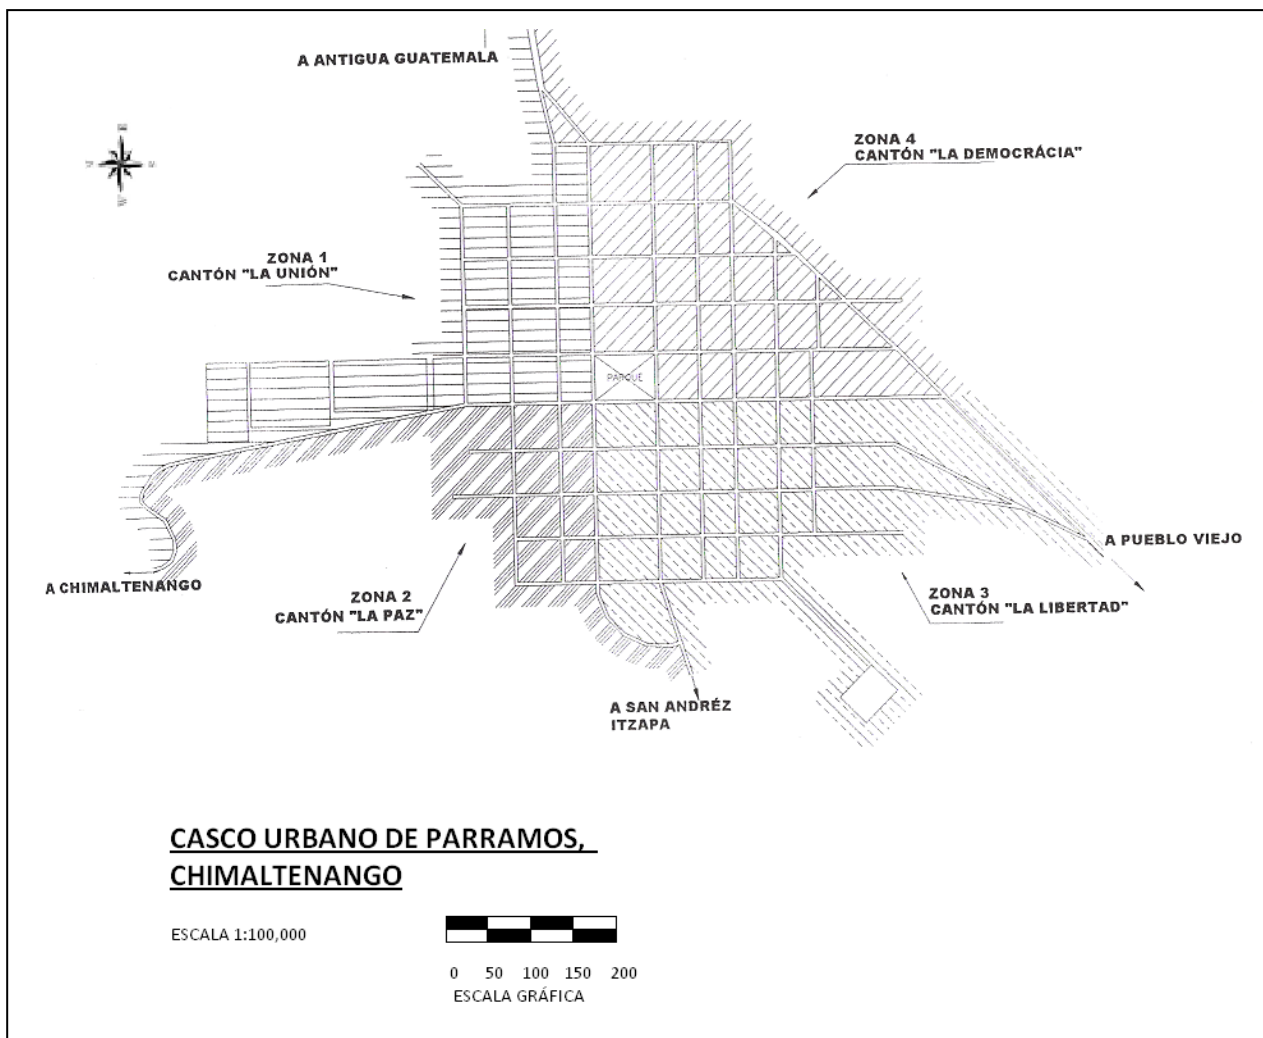 A ANTIGUA GUATEMALA
ZONA 4
CANTÓN "LA DEMOCRÁCIA"
ZONA 1
CANTÓN "LA UNIÓN"
PARQUE
A PUEBLO VIEJO
A CHIMALTENANGO
ZONA 2
CANTÓN "LA PAZ"
ZONA 3
CANTÓN "LA LIBERTAD"
A SAN ANDRÉZ
ITZAPA
CASCO URBANO DE PARRAMOS,
CHIMALTENANGO
ESCALA 1:100,000
0 50 100 150 200
ESCALA GRÁFICA